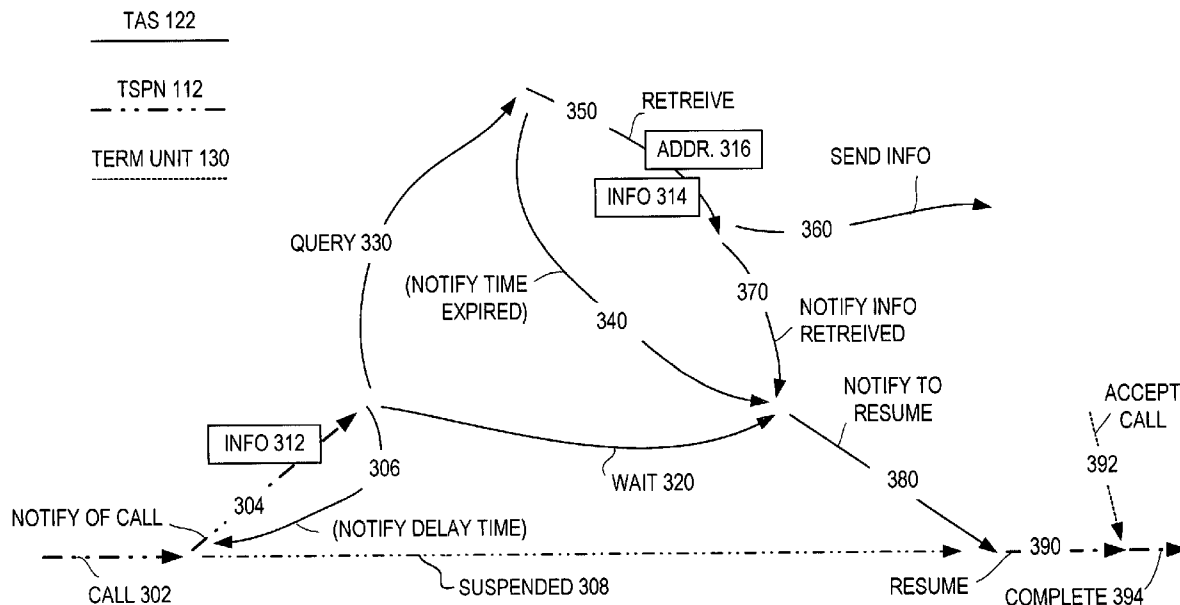 TAS 122
TSPN 112
TERM UNIT 130
350
RETREIVE
ADDR. 316
INFO 314
SEND INFO
360
QUERY 330
(NOTIFY TIME
EXPIRED)
340
370
NOTIFY INFO
RETREIVED
NOTIFY TO
RESUME
ACCEPT
CALL
INFO 312
306
WAIT 320
380
392
304
NOTIFY OF CALL
(NOTIFY DELAY TIME)
390
CALL 302
SUSPENDED 308
RESUME
COMPLETE 394